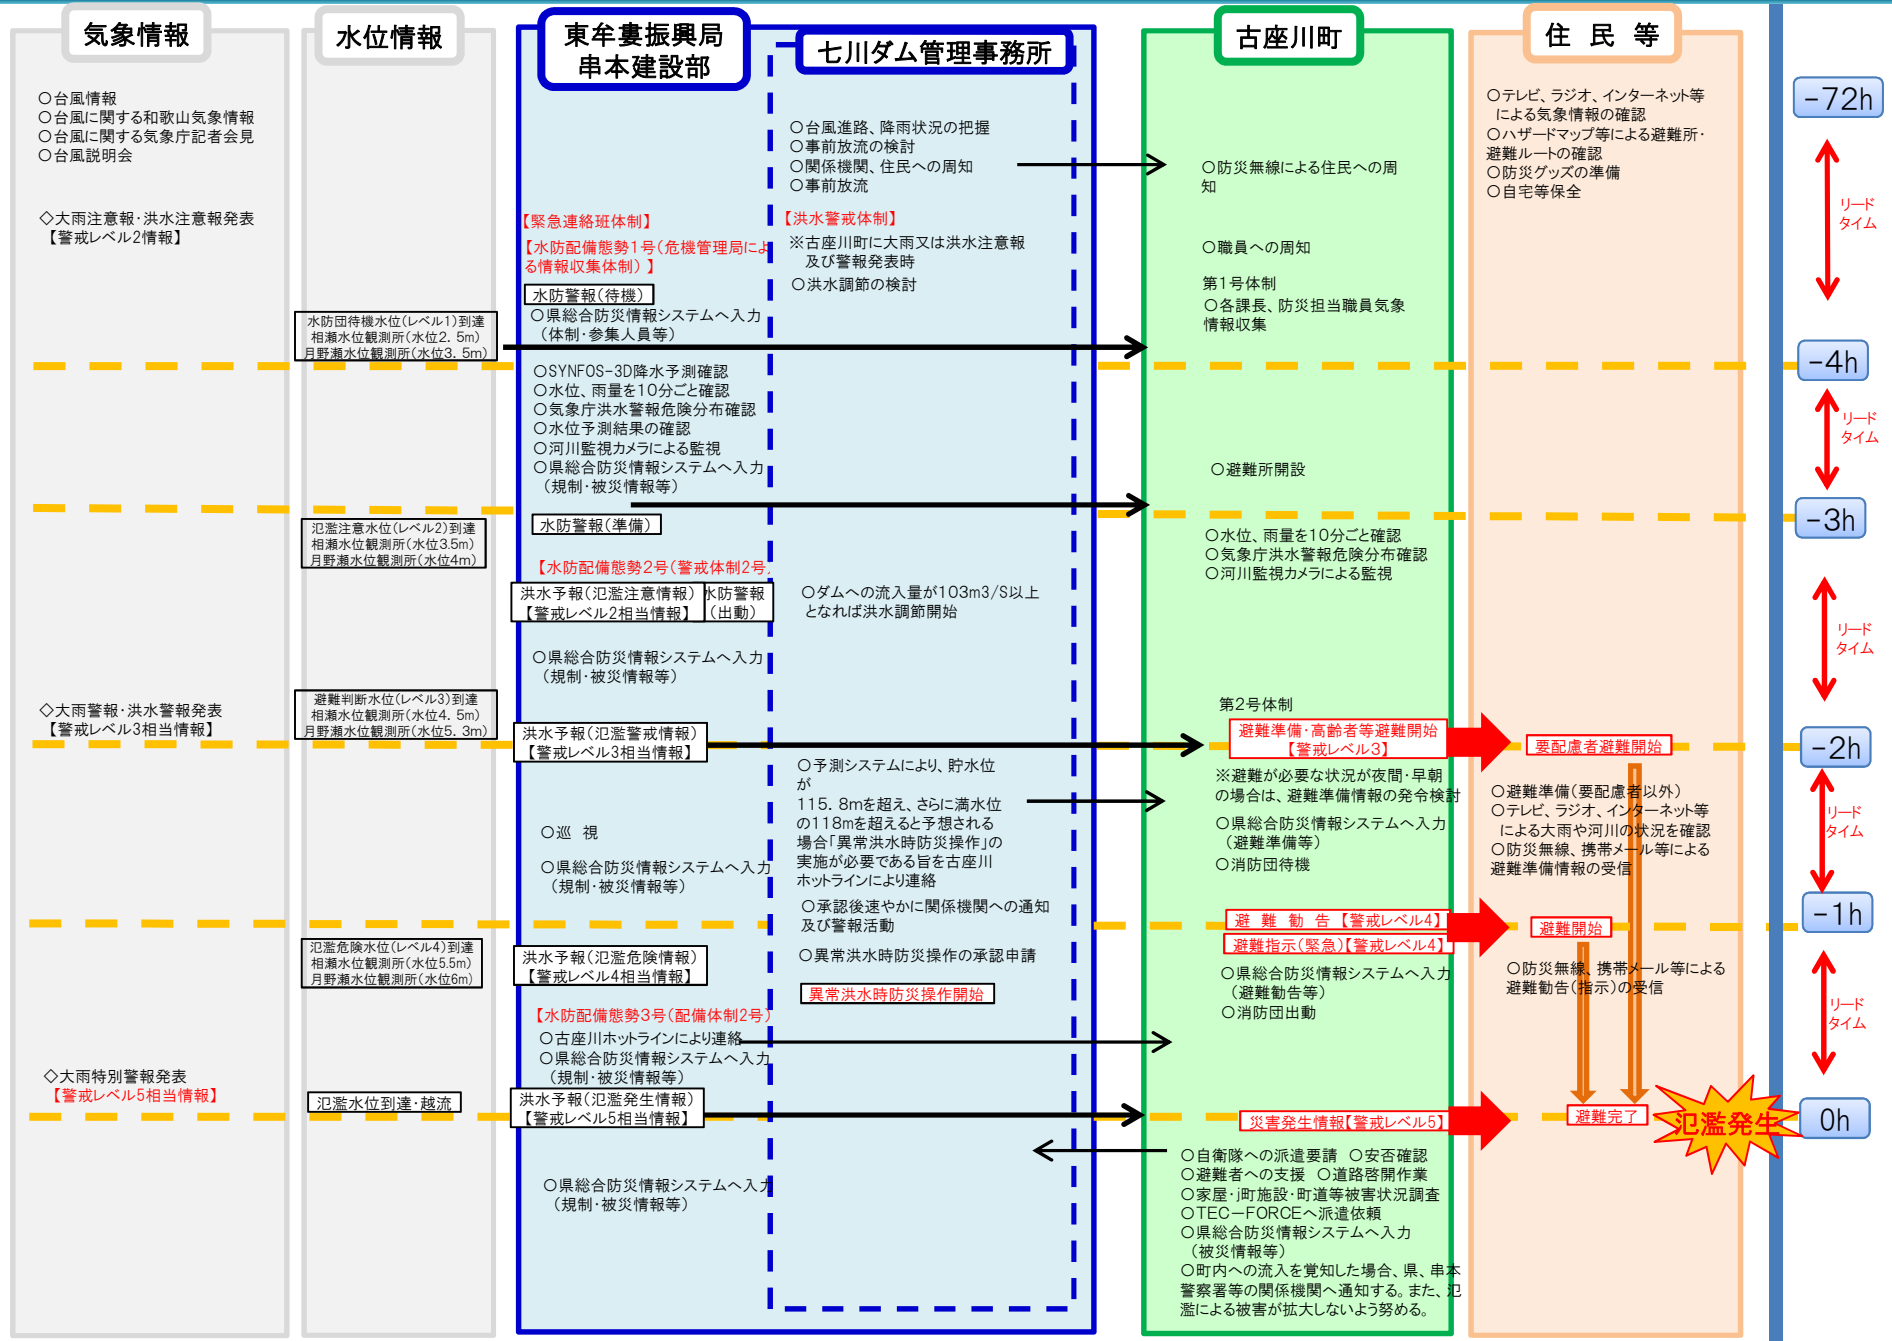 気象情報
○台風情報
○台風に関する和歌山気象情報
○台風に関する気象庁記者会見
○台風説明会
◇大雨注意報・洪水注意報発表
【警戒レベル2情報】
◇大雨警報・洪水警報発表
【警戒レベル3相当情報】
◇大雨特別警報発表
【警戒レベル5相当情報】
水位情報
水防団待機水位(レベル1)到達
相瀬水位観測所(水位2.5m)
月野瀬水位観測所(水位3.5m)
氾濫注意水位(レベル2)到達
相瀬水位観測所(水位3.5m)
月野瀬水位観測所(水位4m)
避難判断水位(レベル3)到達
相瀬水位観測所(水位4.5m)
月野瀬水位観測所(水位5.3m)
氾濫危険水位(レベル4)到達
相瀬水位観測所(水位5.5m)
月野瀬水位観測所(水位6m)
氾濫水位到達・越流
東牟婁振興局
串本建設部
【緊急連絡班体制】
【水防配備態勢1号(危機管理局によ
る情報収集体制)】
水防警報(待機)
○県総合防災情報システムへ入力
(体制・参集人員等)
○SYNFOS-3D降水予測確認
○水位、雨量を10分ごと確認
○気象庁洪水警報危険分布確認
○水位予測結果の確認
○河川監視カメラによる監視
○県総合防災情報システムへ入力
(規制・被災情報等)
水防警報(準備)
【水防配備態勢2号(警戒体制2号)
洪水予報(氾濫注意情報)
【警戒レベル2相当情報】
水防警報
(出動)
○県総合防災情報システムへ入力
(規制・被災情報等)
洪水予報(氾濫警戒情報)
【警戒レベル3相当情報】
○巡 視
○県総合防災情報システムへ入力
(規制・被災情報等)
洪水予報(氾濫危険情報)
【警戒レベル4相当情報】
【水防配備態勢3号(配備体制2号)
○古座川ホットラインにより連絡
○県総合防災情報システムへ入力
(規制・被災情報等)
洪水予報(氾濫発生情報)
【警戒レベル5相当情報】
○県総合防災情報システムへ入力
(規制・被災情報等)
七川ダム管理事務所
○台風進路、降雨状況の把握
○事前放流の検討
○関係機関、住民への周知
○事前放流
【洪水警戒体制】
※古座川町に大雨又は洪水注意報
及び警報発表時
○洪水調節の検討
○ダムへの流入量が103m3/S以上
となれば洪水調節開始
○予測システムにより、貯水位
が
115.8mを超え、さらに満水位
の118mを超えると予想される
場合「異常洪水時防災操作」の
実施が必要である旨を古座川
ホットラインにより連絡
○承認後速やかに関係機関への通知
及び警報活動
○異常洪水時防災操作の承認申請
異常洪水時防災操作開始
古座川町
○防災無線による住民への周
知
○職員への周知
第1号体制
○各課長、防災担当職員気象
情報収集
○避難所開設
○水位、雨量を10分ごと確認
○気象庁洪水警報危険分布確認
○河川監視カメラによる監視
第2号体制
避難準備・高齢者等避難開始
【警戒レベル3】
※避難が必要な状況が夜間・早朝
の場合は、避難準備情報の発令検討
○県総合防災情報システムへ入力
(避難準備等)
○消防団待機
避 難 勧 告 【警戒レベル4】
避難指示(緊急)【警戒レベル4】
○県総合防災情報システムへ入力
(避難勧告等)
○消防団出動
災害発生情報【警戒レベル5】
○自衛隊への派遣要請 ○安否確認
○避難者への支援 ○道路啓開作業
○家屋・j町施設・町道等被害状況調査
○TEC-FORCEへ派遣依頼
○県総合防災情報システムへ入力
(被災情報等)
○町内への流入を覚知した場合、県、串本
警察署等の関係機関へ通知する。また、氾
濫による被害が拡大しないよう努める。
住 民 等
○テレビ、ラジオ、インターネット等
による気象情報の確認
○ハザードマップ等による避難所・
避難ルートの確認
○防災グッズの準備
○自宅等保全
要配慮者避難開始
○避難準備(要配慮者以外)
○テレビ、ラジオ、インターネット等
による大雨や河川の状況を確認
○防災無線、携帯メール等による
避難準備情報の受信
避難開始
○防災無線、携帯メール等による
避難勧告(指示)の受信
避難完了
氾濫発生
-72h
リード
タイム
-4h
リード
タイム
-3h
リード
タイム
-2h
リード
タイム
-1h
リード
タイム
0h